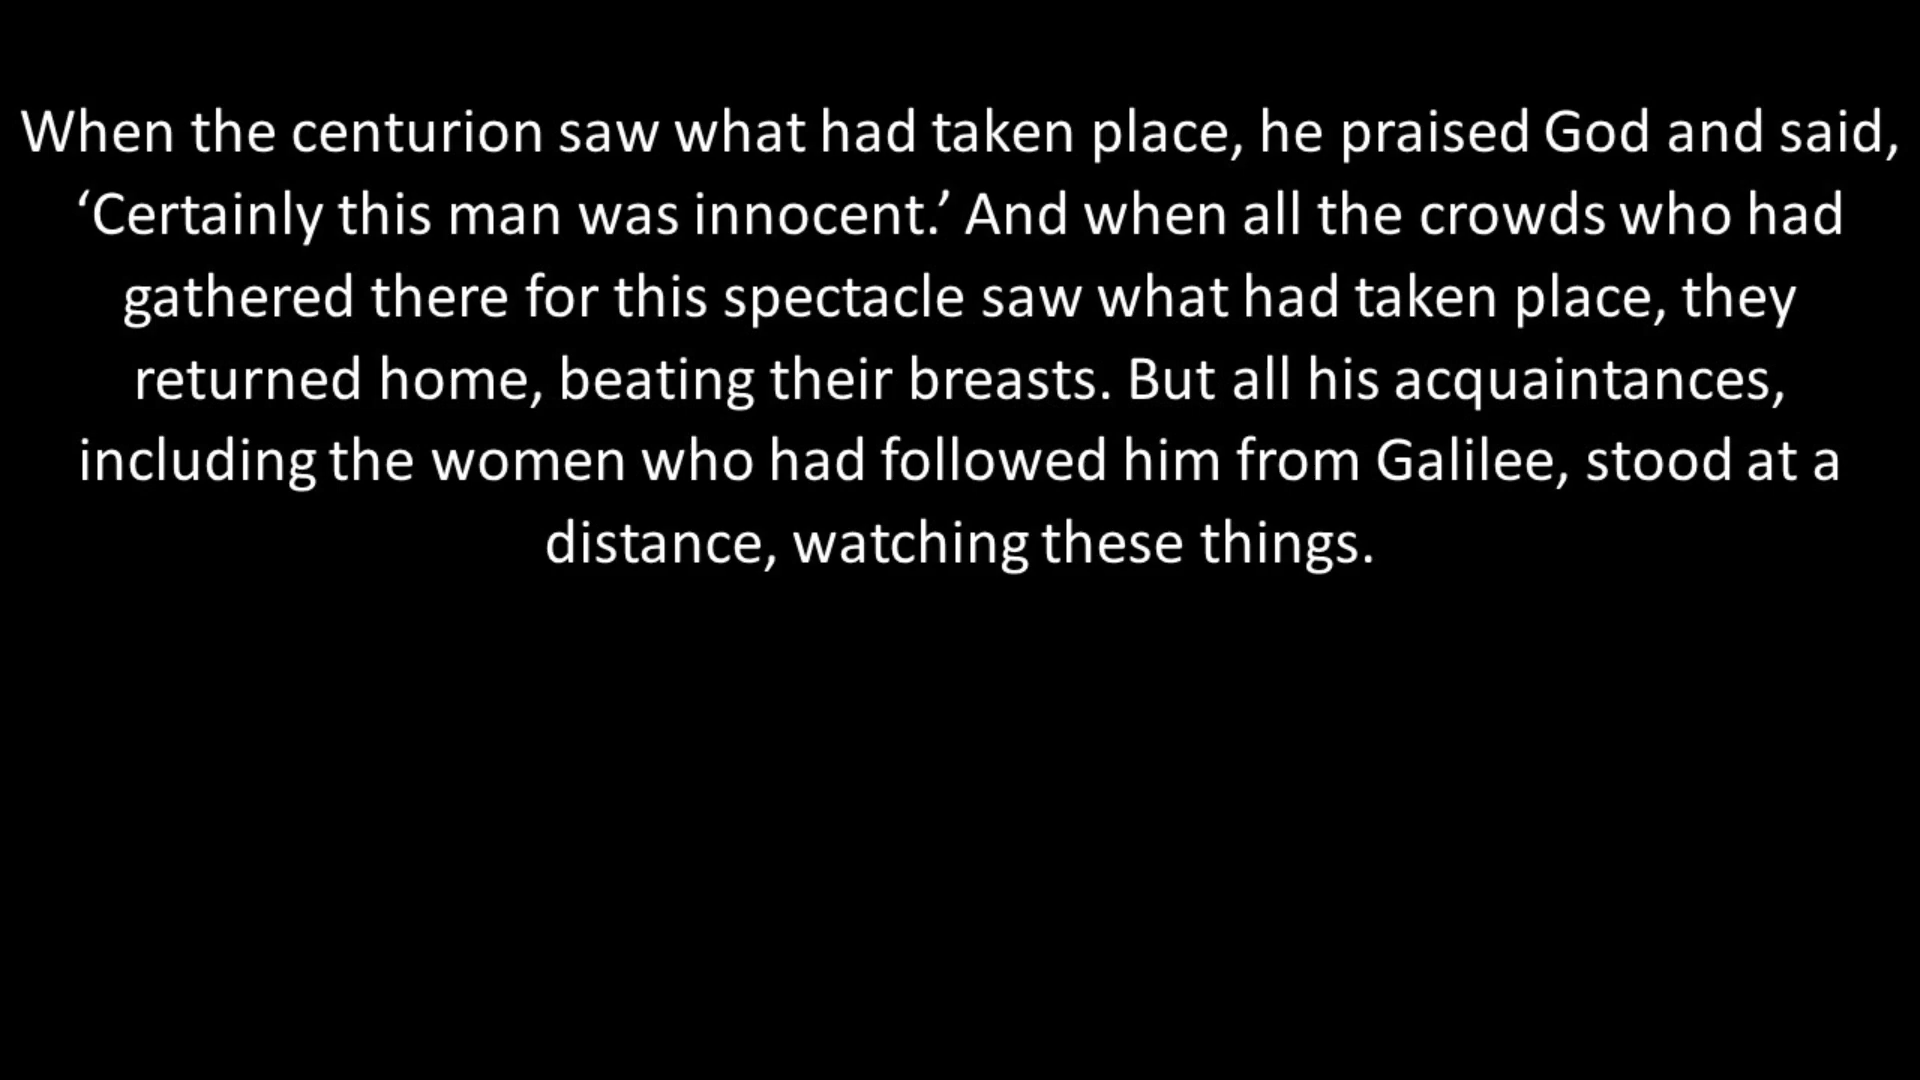 When the centurion saw what had taken place, he praised God and said,
‘Certainly this man was innocent.’ And when all the crowds who had
gathered there for this spectacle saw what had taken place, they
returned home, beating their breasts. But all his acquaintances,
including the women who had followed him from Galilee, stood at a
distance, watching these things.